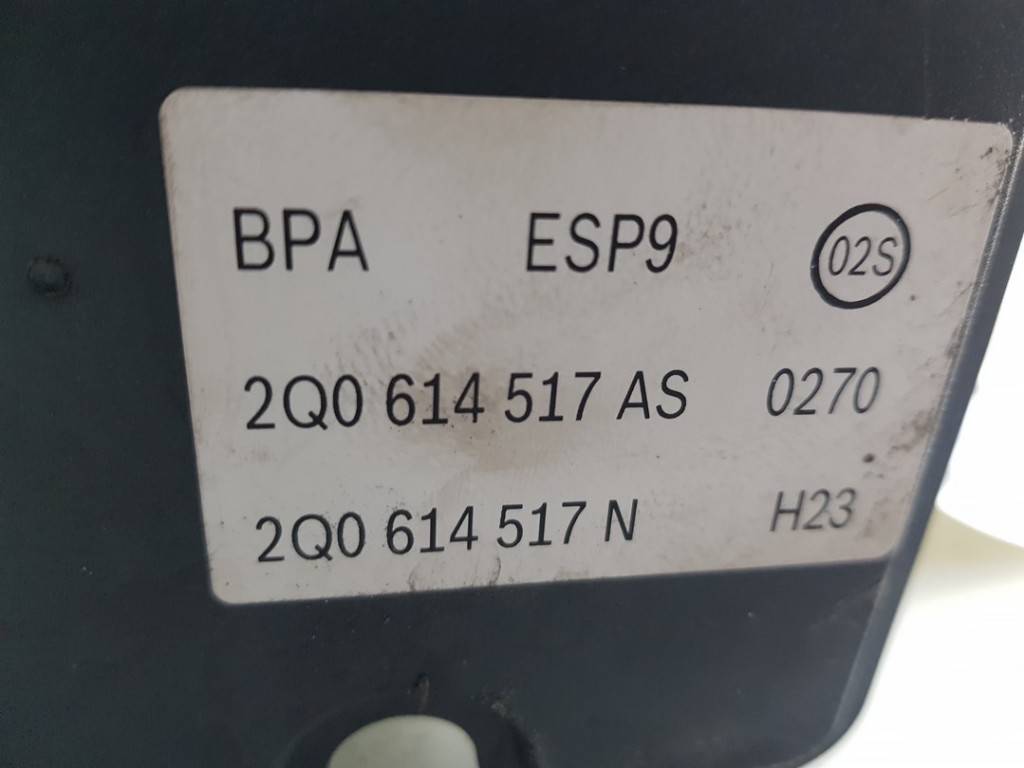 BPA ESP9 02S
2Q0 614 517 AS 0270
2Q0 614 517 N H23